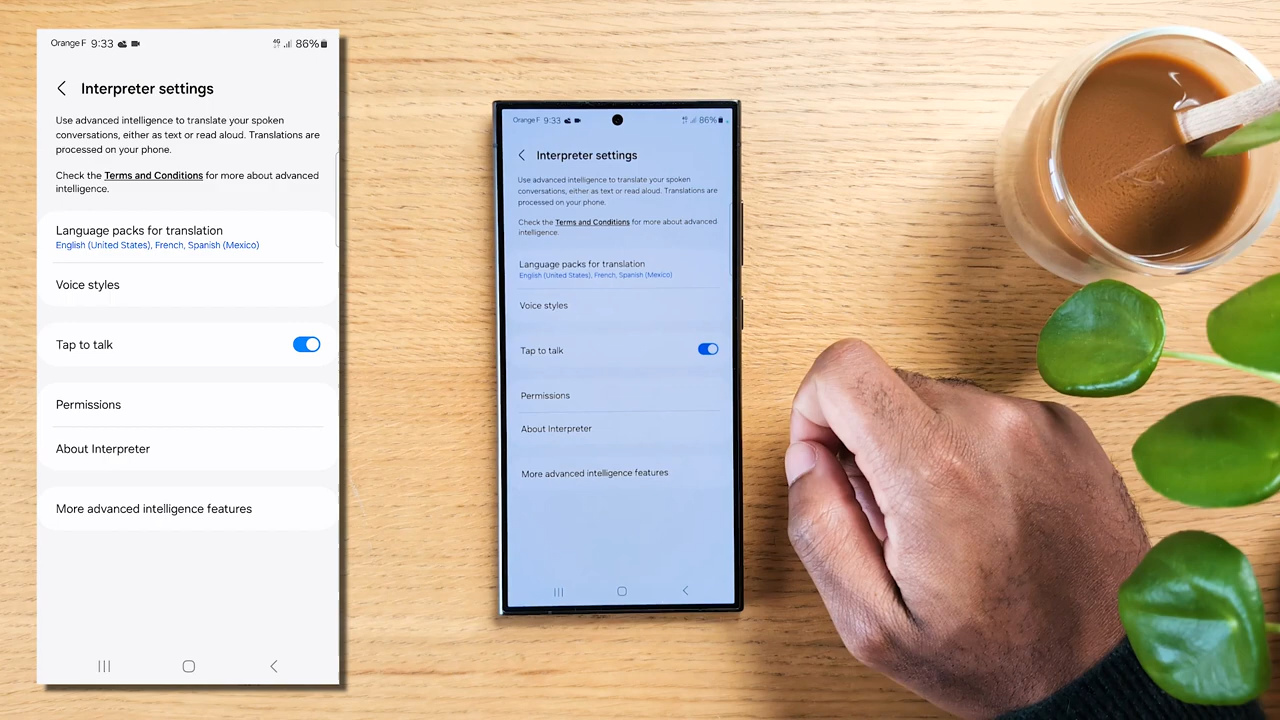 Orange F 9:33 4G 86%
Interpreter settings
Use advanced intelligence to translate your spoken
conversations, either as text or read aloud. Translations are
processed on your phone.
Check the Terms and Conditions for more about advanced
intelligence.
Language packs for translation
English (United States), French, Spanish (Mexico)
Voice styles
Tap to talk
Permissions
About Interpreter
More advanced intelligence features
Orange F 9:33 86%
Interpreter settings
Use advanced intelligence to translate your spoken
conversations, either as text or read aloud. Translations are
processed on your phone.
Check the Terms and Conditions for more about advanced
intelligence.
Language packs for translation
English (United States), French, Spanish (Mexico)
Voice styles
Tap to talk
Permissions
About Interpreter
More advanced intelligence features